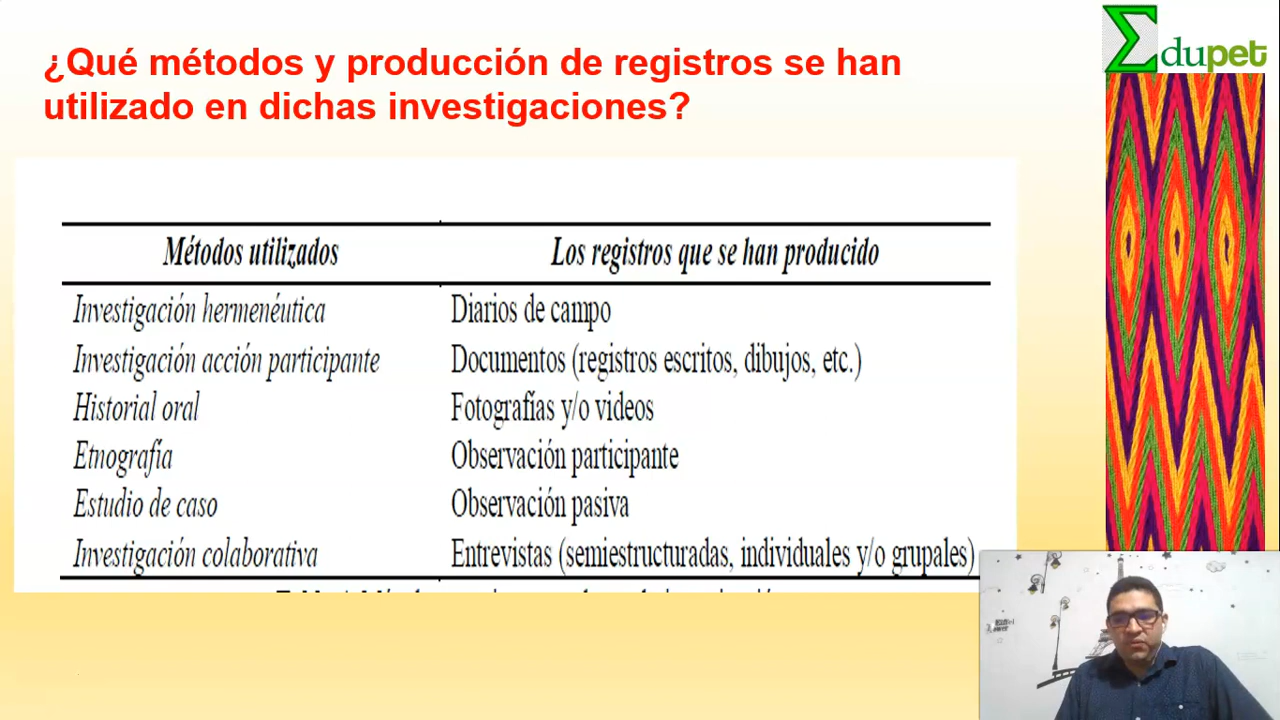 ¿Qué métodos y producción de registros se han
utilizado en dichas investigaciones?
Σdupet
Métodos utilizados
Los registros que se han producido
Investigación hermenéutica
Diarios de campo
Investigación acción participante
Documentos (registros escritos, dibujos, etc.)
Historial oral
Fotografías y/o videos
Etnografía
Observación participante
Estudio de caso
Observación pasiva
Investigación colaborativa
Entrevistas (semiestructuradas, individuales y/o grupales)